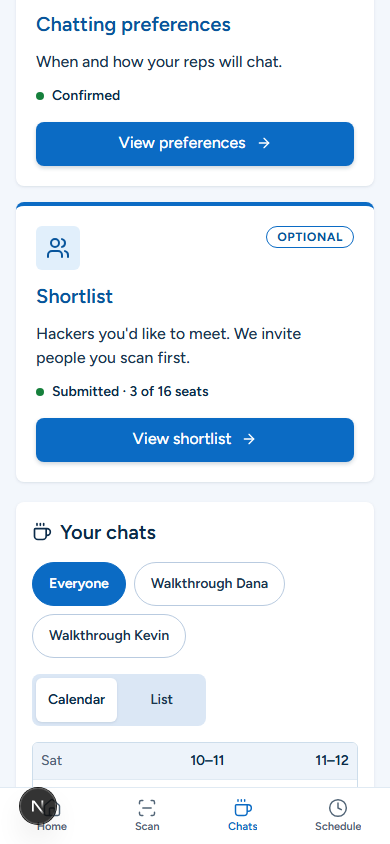 Chatting preferences
When and how your reps will chat.
Confirmed
View preferences →
OPTIONAL
Shortlist
Hackers you'd like to meet. We invite
people you scan first.
Submitted · 3 of 16 seats
View shortlist →
Your chats
Everyone
Walkthrough Dana
Walkthrough Kevin
Calendar
List
Sat 10–11 11–12
N
Home Scan Chats Schedule